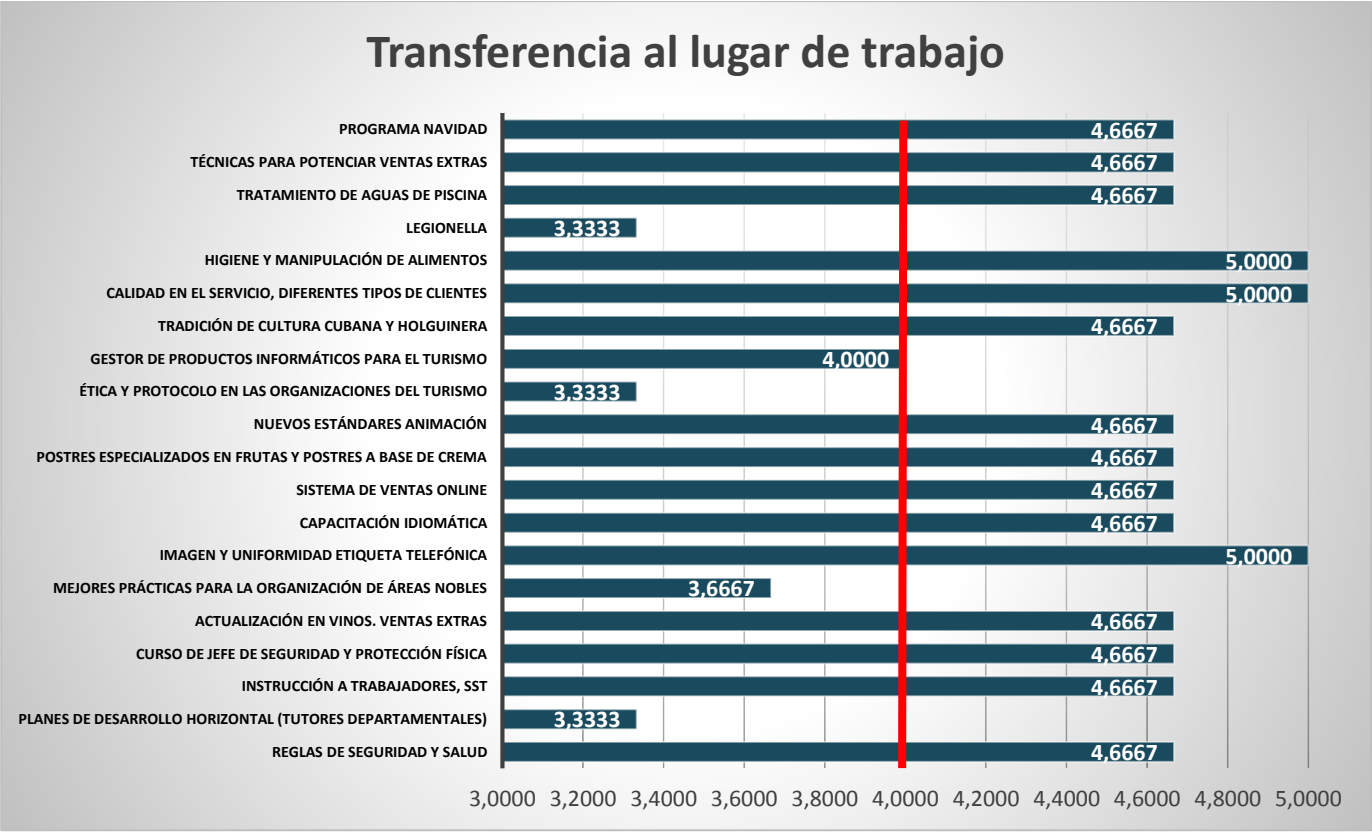 Transferencia al lugar de trabajo
PROGRAMA NAVIDAD 4,6667
TÉCNICAS PARA POTENCIAR VENTAS EXTRAS 4,6667
TRATAMIENTO DE AGUAS DE PISCINA 4,6667
LEGIONELLA 3,3333
HIGIENE Y MANIPULACIÓN DE ALIMENTOS 5,0000
CALIDAD EN EL SERVICIO, DIFERENTES TIPOS DE CLIENTES 5,0000
TRADICIÓN DE CULTURA CUBANA Y HOLGUINERA 4,6667
GESTOR DE PRODUCTOS INFORMÁTICOS PARA EL TURISMO 4,0000
ÉTICA Y PROTOCOLO EN LAS ORGANIZACIONES DEL TURISMO 3,3333
NUEVOS ESTÁNDARES ANIMACIÓN 4,6667
POSTRES ESPECIALIZADOS EN FRUTAS Y POSTRES A BASE DE CREMA 4,6667
SISTEMA DE VENTAS ONLINE 4,6667
CAPACITACIÓN IDIOMÁTICA 4,6667
IMAGEN Y UNIFORMIDAD ETIQUETA TELEFÓNICA 5,0000
MEJORES PRÁCTICAS PARA LA ORGANIZACIÓN DE ÁREAS NOBLES 3,6667
ACTUALIZACIÓN EN VINOS. VENTAS EXTRAS 4,6667
CURSO DE JEFE DE SEGURIDAD Y PROTECCIÓN FÍSICA 4,6667
INSTRUCCIÓN A TRABAJADORES, SST 4,6667
PLANES DE DESARROLLO HORIZONTAL (TUTORES DEPARTAMENTALES) 3,3333
REGLAS DE SEGURIDAD Y SALUD 4,6667
3,0000 3,2000 3,4000 3,6000 3,8000 4,0000 4,2000 4,4000 4,6000 4,8000 5,0000